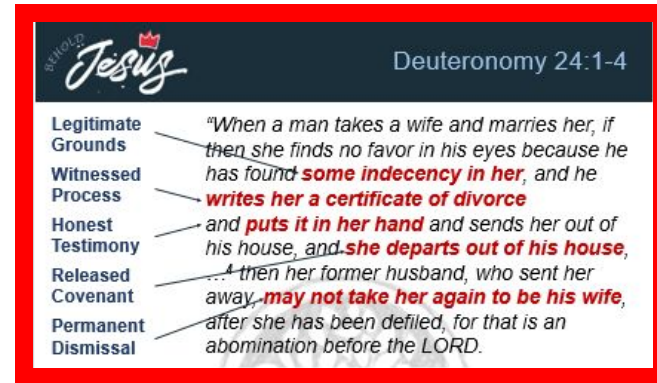 BEHOLD
Jesus
Deuteronomy 24:1-4
Legitimate
Grounds
Witnessed
Process
Honest
Testimony
Released
Covenant
Permanent
Dismissal
“When a man takes a wife and marries her, if
then she finds no favor in his eyes because he
has found some indecency in her, and he
writes her a certificate of divorce
and puts it in her hand and sends her out of
his house, and she departs out of his house,
…⁴ then her former husband, who sent her
away, may not take her again to be his wife,
after she has been defiled, for that is an
abomination before the LORD.